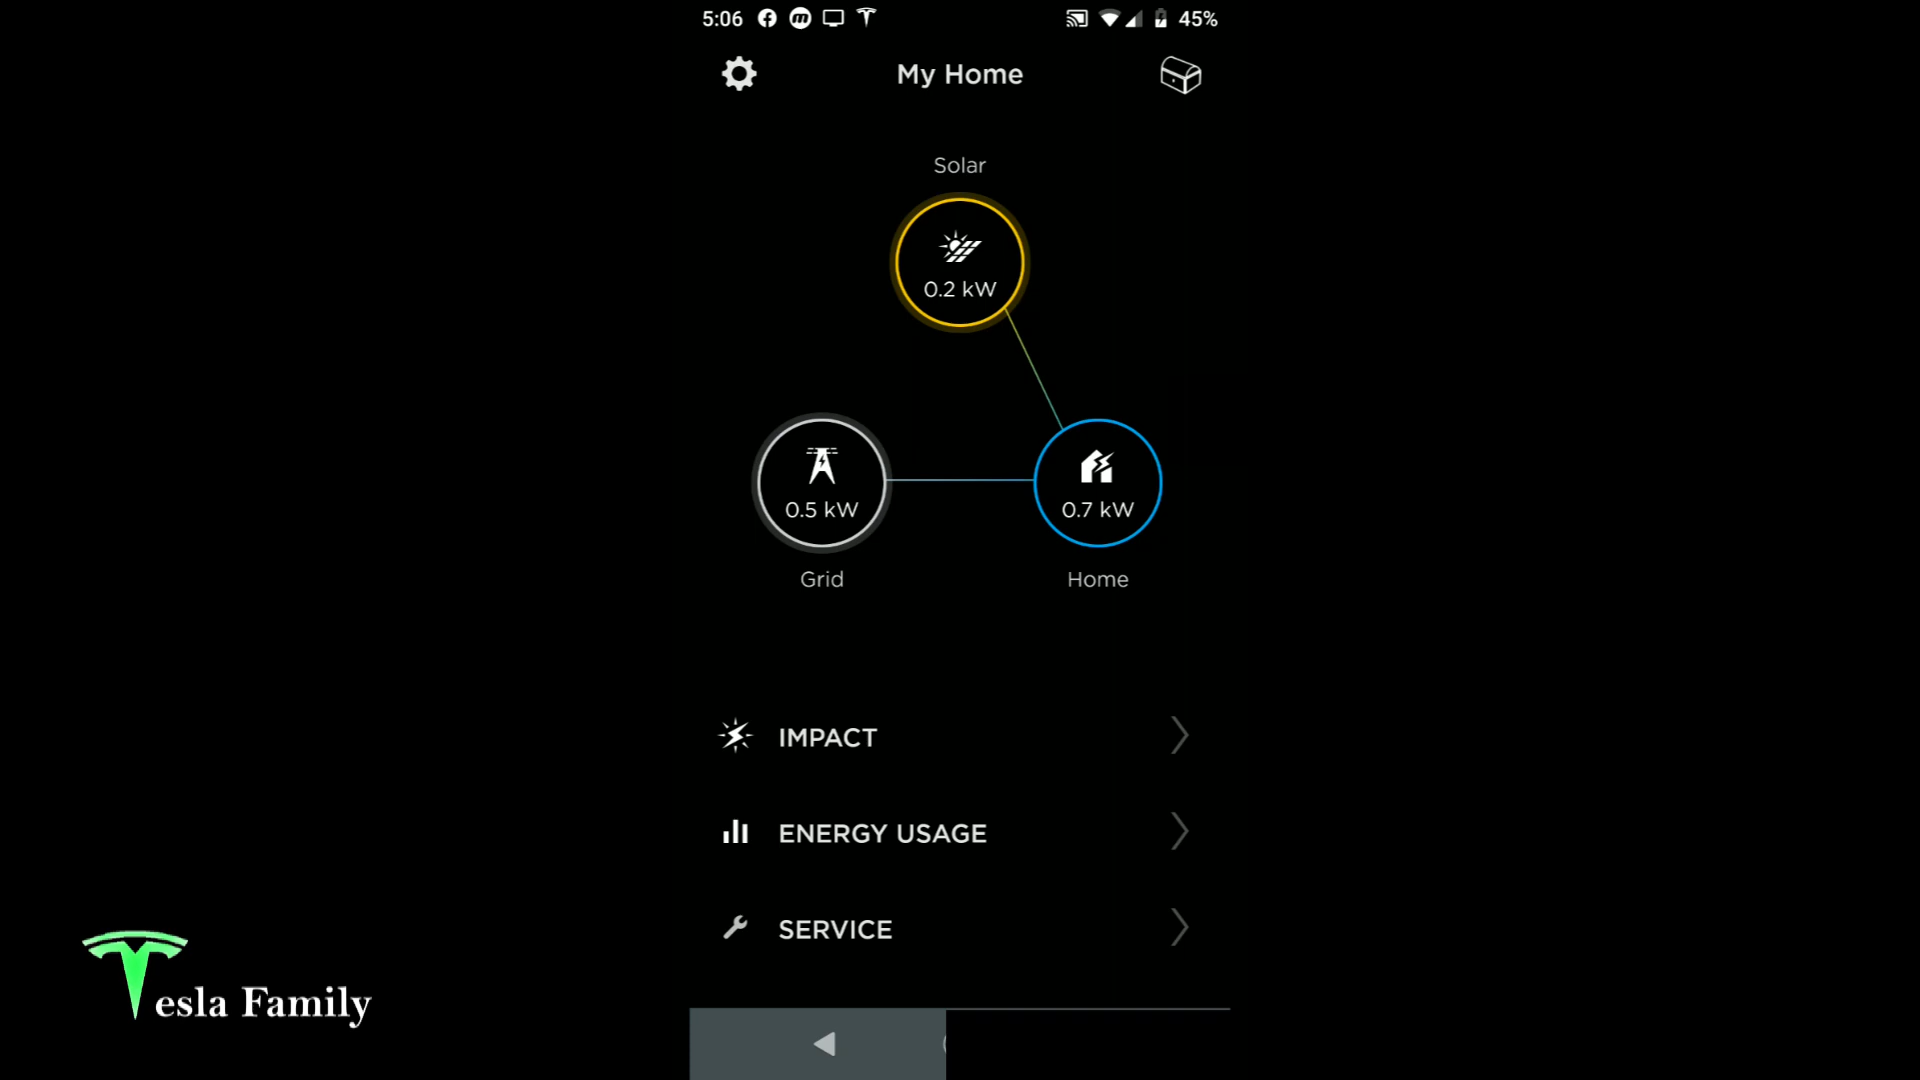 5:06
45%
My Home
Solar
0.2 kW
0.5 kW
0.7 kW
Grid
Home
IMPACT
ENERGY USAGE
SERVICE
Tesla Family